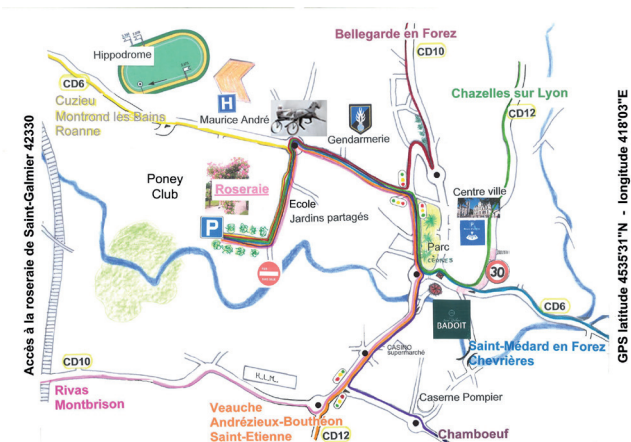 Accès à la roseraie de Saint-Galmier 42330
Hippodrome
CD6
Cuzieu
Montrond lès Bains
Roanne
H
Maurice André
Gendarmerie
Bellegarde en Forez
CD10
Chazelles sur Lyon
CD12
Poney
Club
Roseraie
P
Ecole
Jardins partagés
Centre ville
Parc
30
CD6
BADOIT
Saint-Médard en Forez
Chevrières
CASINO
supermarché
CD10
Rivas
Montbrison
H.L.M.
Veauche
Andrézieux-Bouthéon
Saint-Etienne
CD12
Caserne Pompier
Chamboeuf
GPS latitude 4535'31"N - longitude 418'03"E